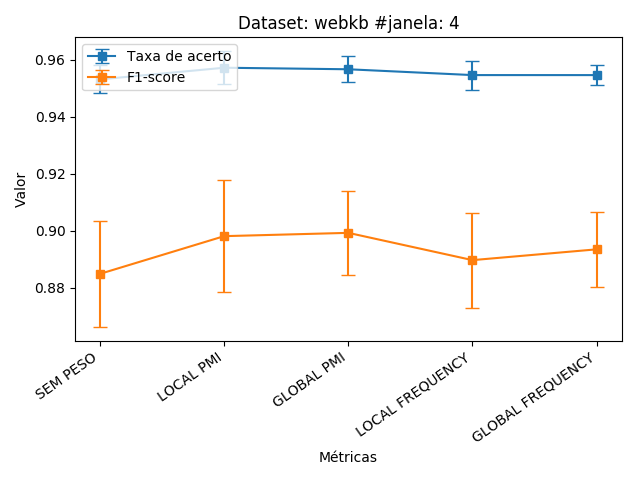 Dataset: webkb #janela: 4
Taxa de acerto
F1-score
0.96
0.94
0.92
0.90
0.88
Valor
SEM PESO
LOCAL PMI
GLOBAL PMI
LOCAL FREQUENCY
GLOBAL FREQUENCY
Métricas